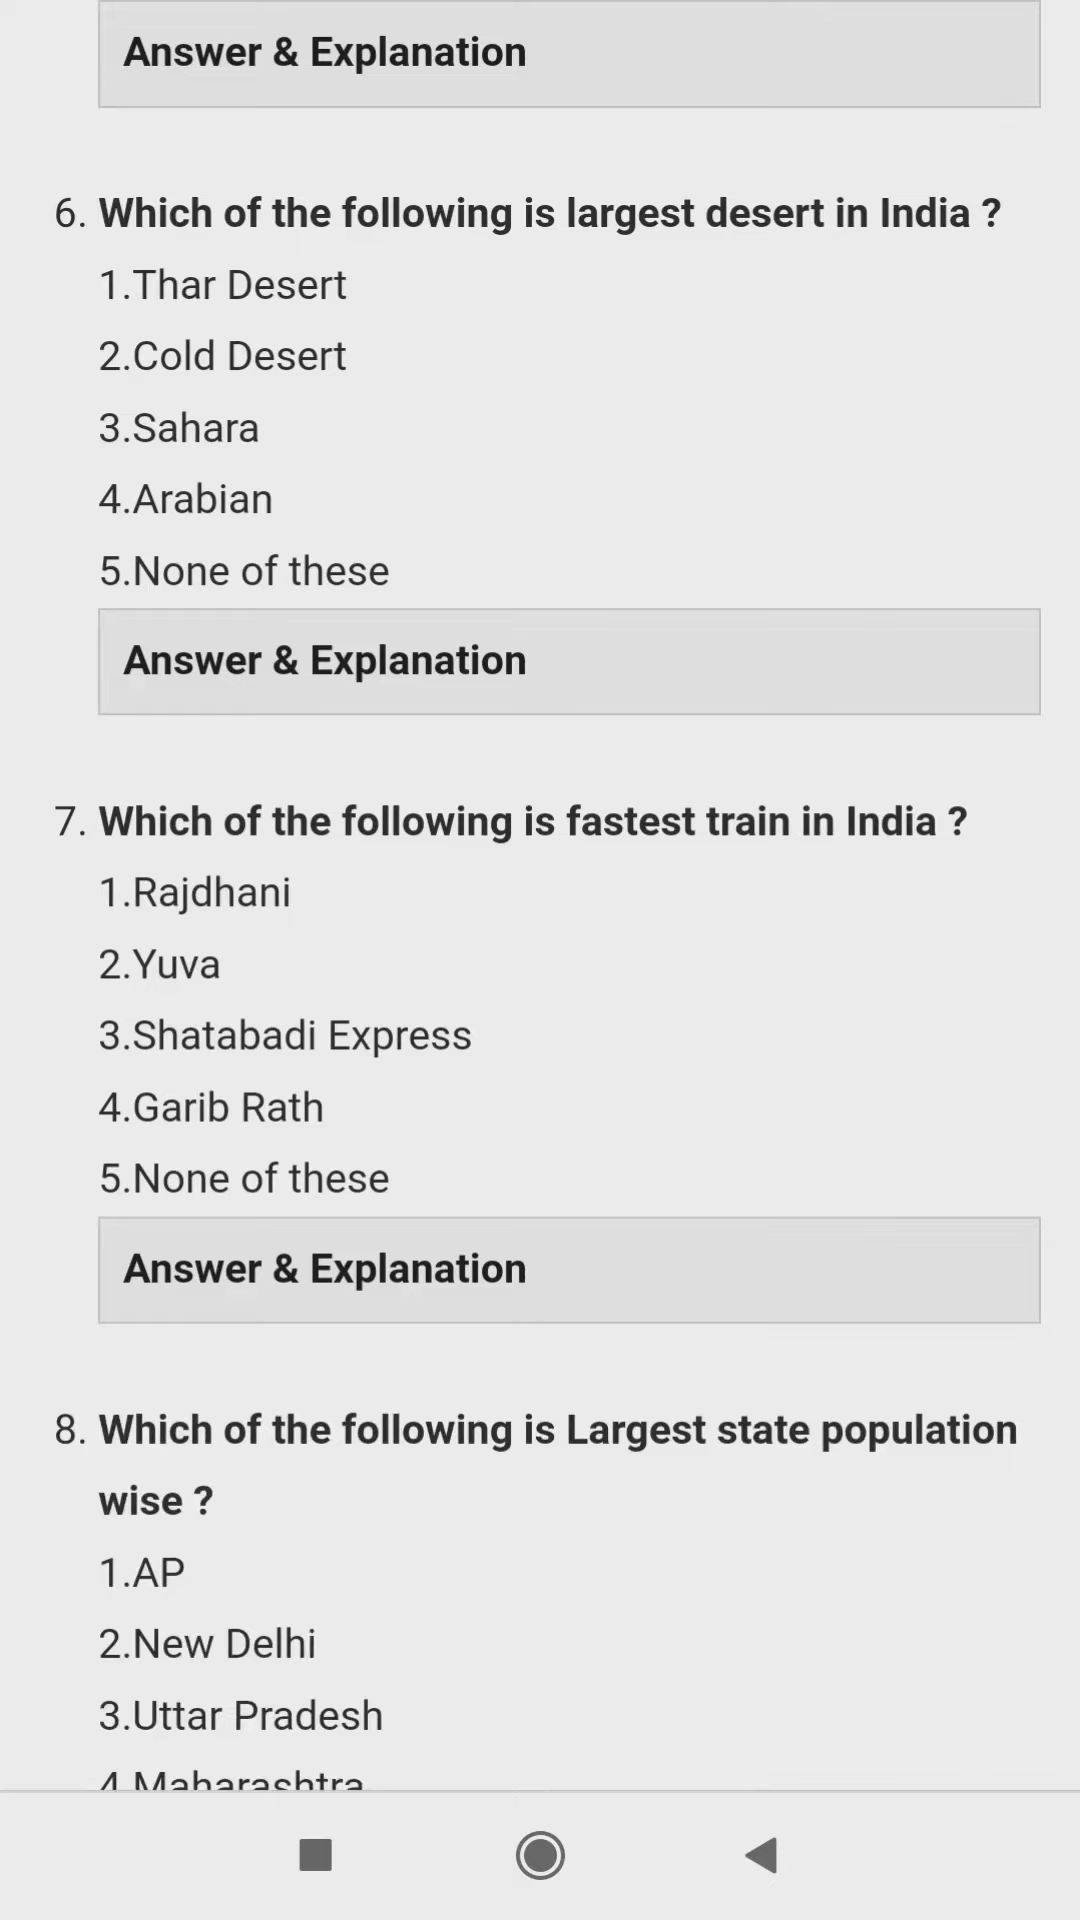 Answer & Explanation
6. Which of the following is largest desert in India ?
1.Thar Desert
2.Cold Desert
3.Sahara
4.Arabian
5.None of these
Answer & Explanation
7. Which of the following is fastest train in India ?
1.Rajdhani
2.Yuva
3.Shatabadi Express
4.Garib Rath
5.None of these
Answer & Explanation
8. Which of the following is Largest state population
wise ?
1.AP
2.New Delhi
3.Uttar Pradesh
4.Maharashtra